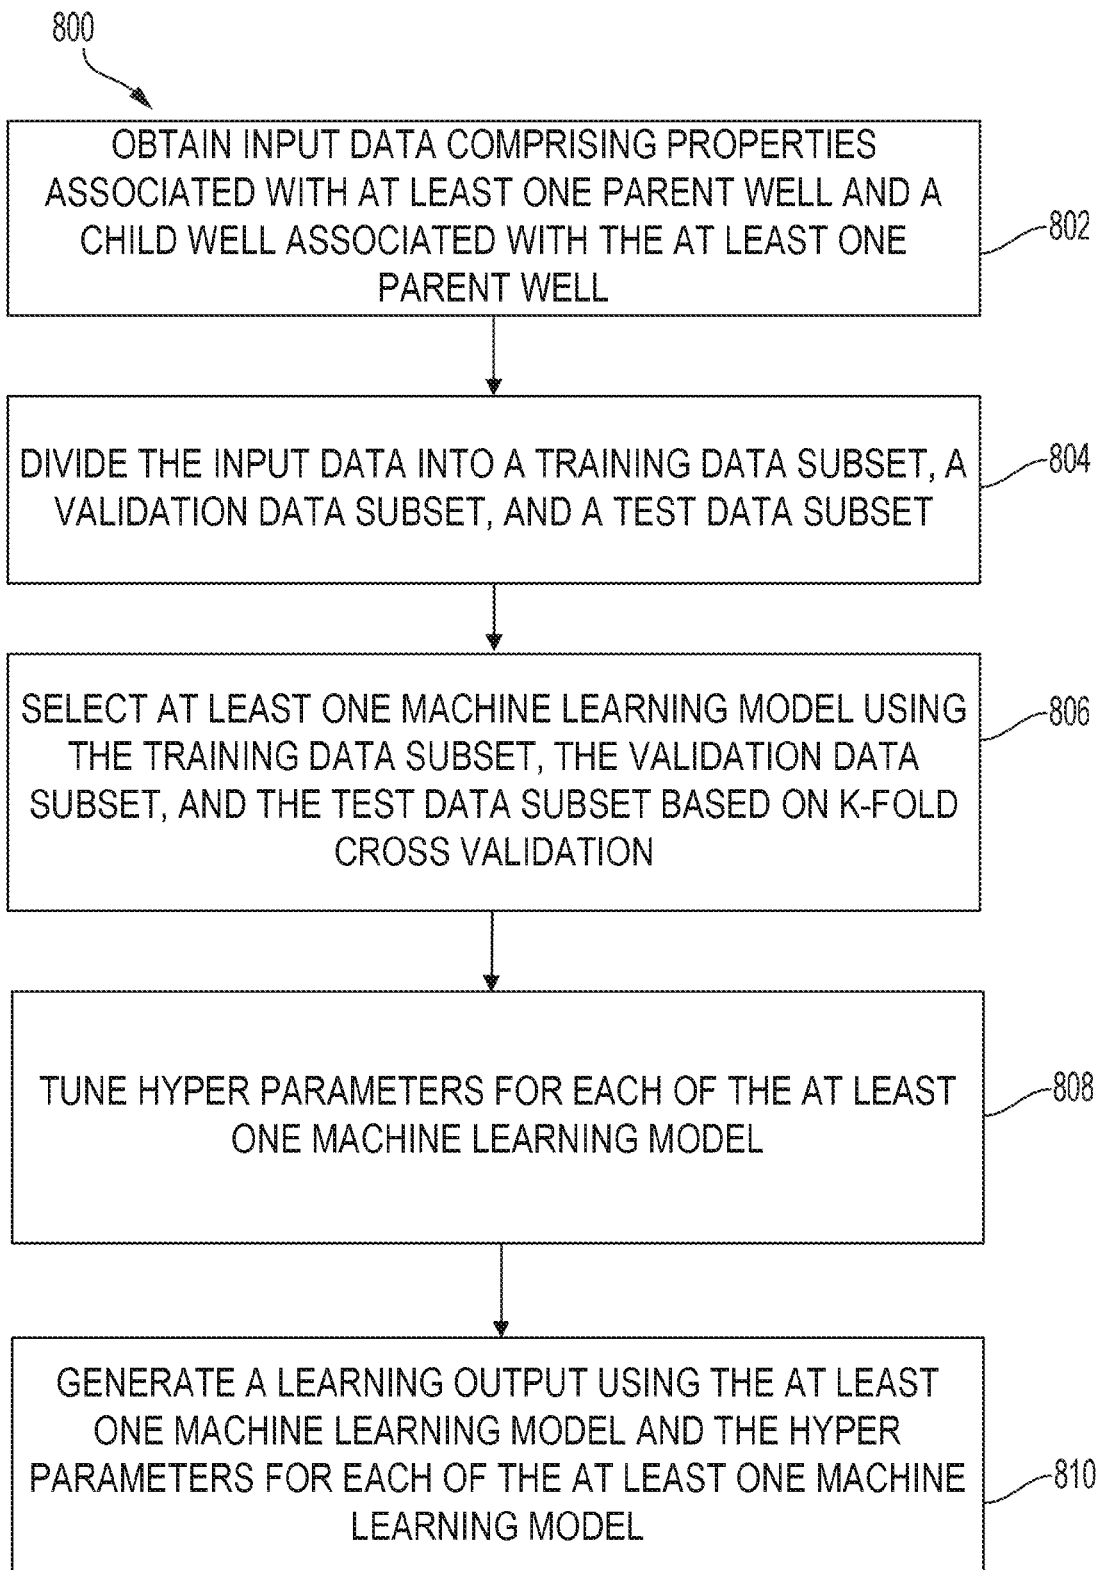 800
OBTAIN INPUT DATA COMPRISING PROPERTIES
ASSOCIATED WITH AT LEAST ONE PARENT WELL AND A
CHILD WELL ASSOCIATED WITH THE AT LEAST ONE
PARENT WELL
802
DIVIDE THE INPUT DATA INTO A TRAINING DATA SUBSET, A
VALIDATION DATA SUBSET, AND A TEST DATA SUBSET
804
SELECT AT LEAST ONE MACHINE LEARNING MODEL USING
THE TRAINING DATA SUBSET, THE VALIDATION DATA
SUBSET, AND THE TEST DATA SUBSET BASED ON K-FOLD
CROSS VALIDATION
806
TUNE HYPER PARAMETERS FOR EACH OF THE AT LEAST
ONE MACHINE LEARNING MODEL
808
GENERATE A LEARNING OUTPUT USING THE AT LEAST
ONE MACHINE LEARNING MODEL AND THE HYPER
PARAMETERS FOR EACH OF THE AT LEAST ONE MACHINE
LEARNING MODEL
810